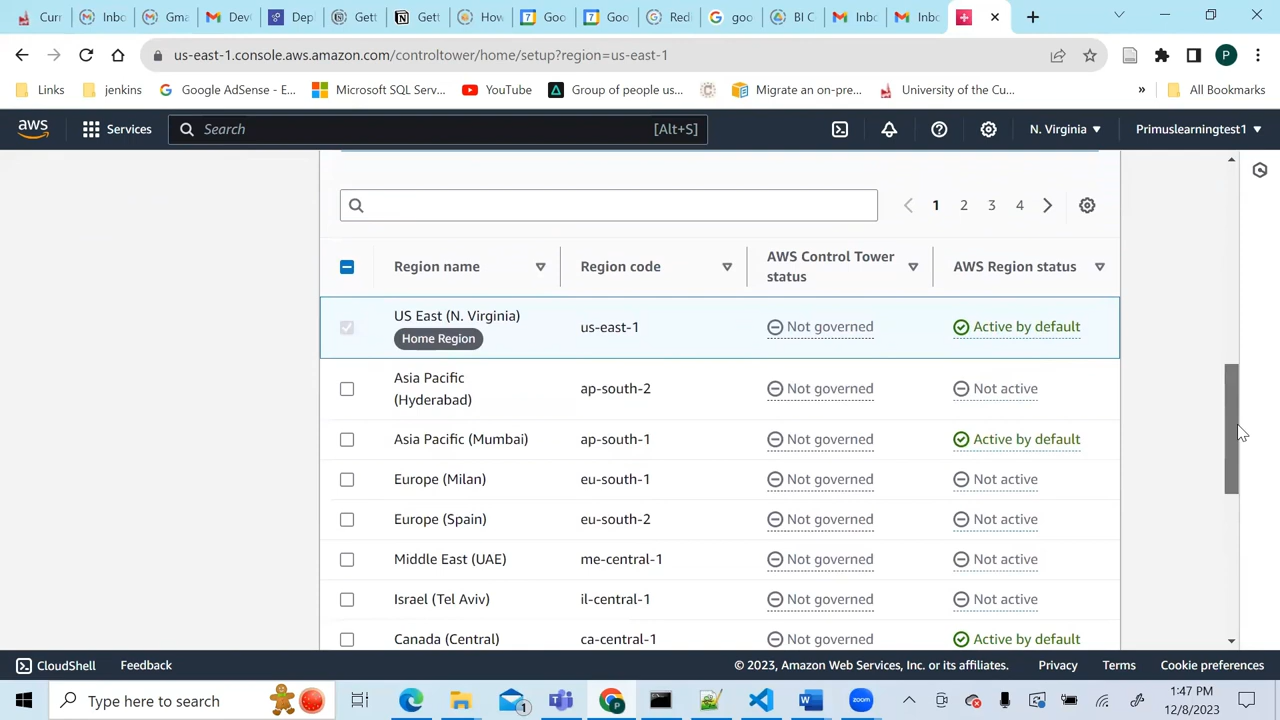 Curr
Inbo
Gma
Devi
Dep
Gett
Gett
How
Goo
Goo
Redi
goo
BI C
Inbo
Inbo
us-east-1.console.aws.amazon.com/controltower/home/setup?region=us-east-1
P
Links
jenkins
Google AdSense - E...
Microsoft SQL Serv...
YouTube
Group of people us...
Migrate an on-pre...
University of the Cu...
»
All Bookmarks
aws
Services
Search
[Alt+S]
N. Virginia
Primuslearningtest1
1 2 3 4
Region name
Region code
AWS Control Tower
status
AWS Region status
US East (N. Virginia)
Home Region
us-east-1
Not governed
Active by default
Asia Pacific
(Hyderabad)
ap-south-2
Not governed
Not active
Asia Pacific (Mumbai)
ap-south-1
Not governed
Active by default
Europe (Milan)
eu-south-1
Not governed
Not active
Europe (Spain)
eu-south-2
Not governed
Not active
Middle East (UAE)
me-central-1
Not governed
Not active
Israel (Tel Aviv)
il-central-1
Not governed
Not active
Canada (Central)
ca-central-1
Not governed
Active by default
CloudShell
Feedback
© 2023, Amazon Web Services, Inc. or its affiliates.
Privacy
Terms
Cookie preferences
Type here to search
1
zoom
1:47 PM
12/8/2023